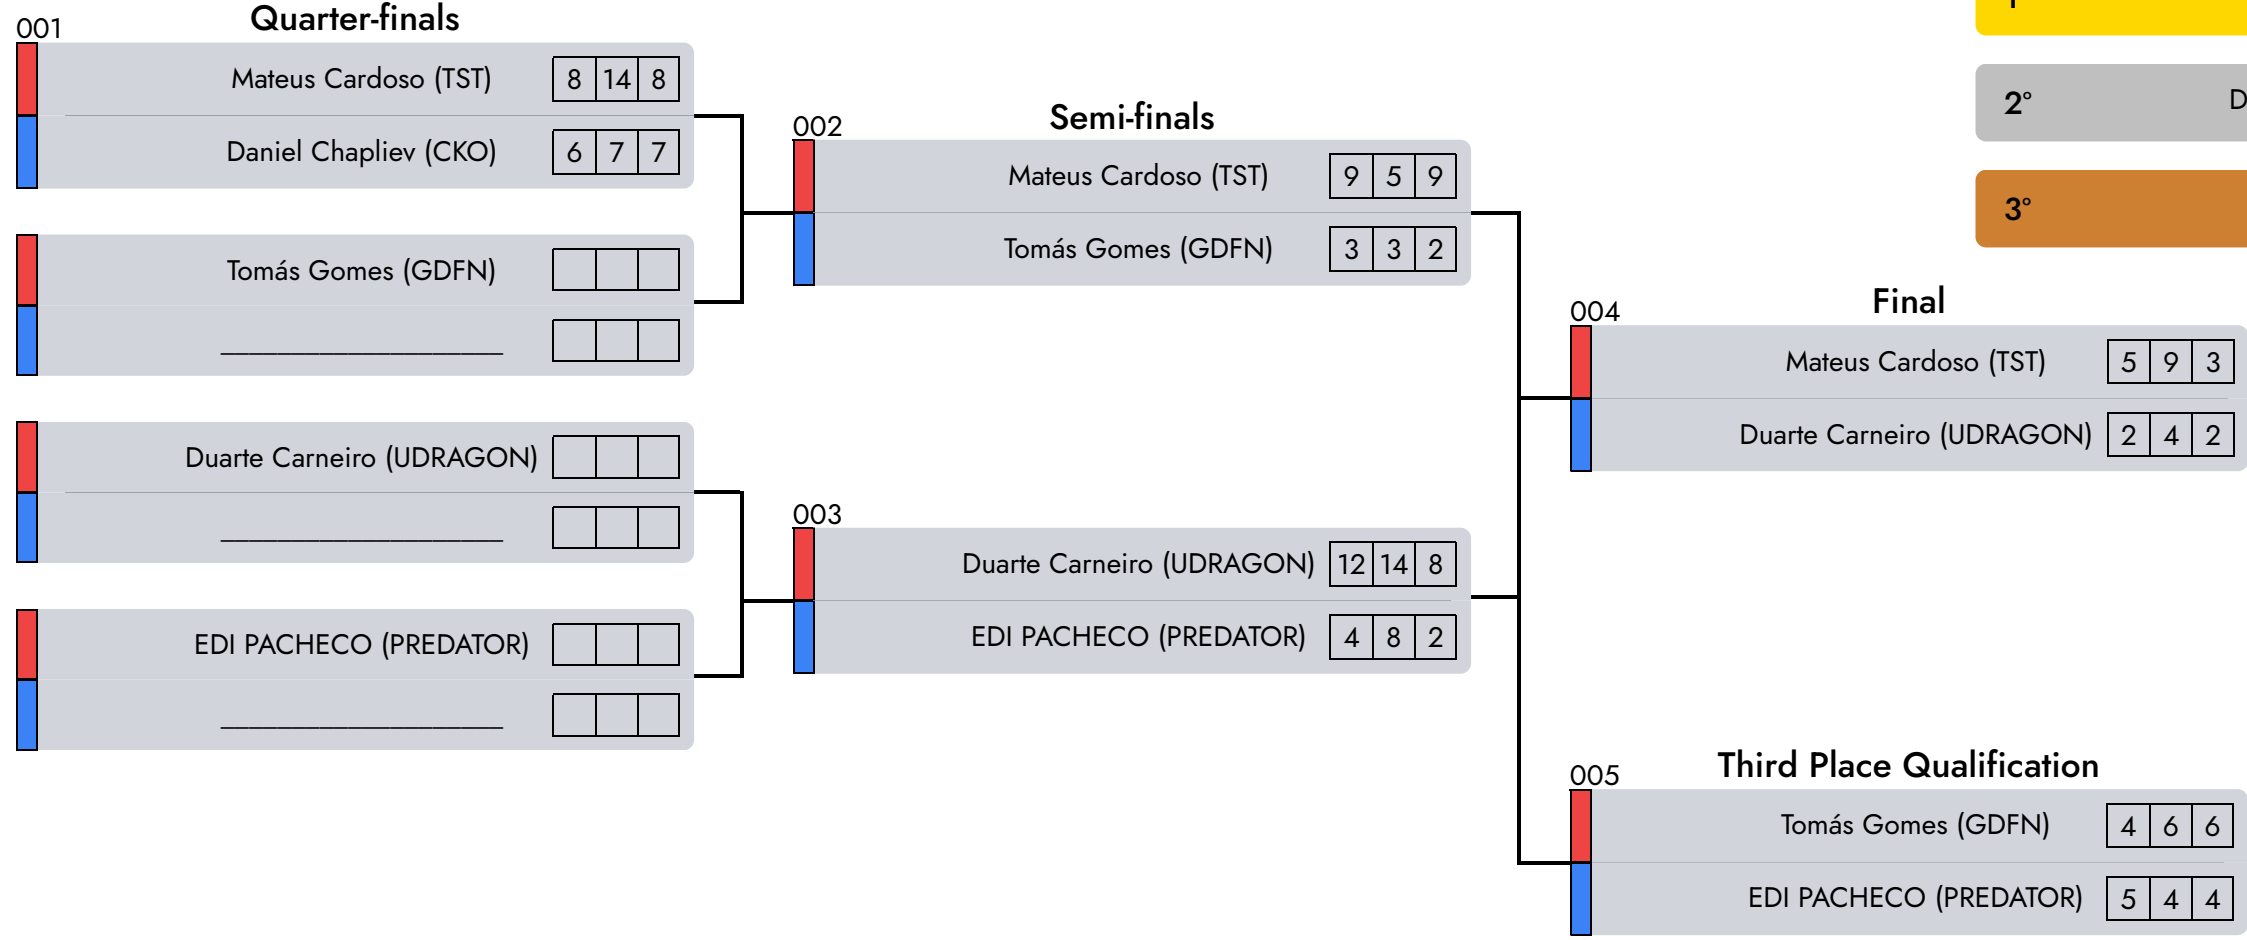 Quarter-finals
001
Mateus Cardoso (TST) 8 14 8
Daniel Chapliev (CKO) 6 7 7
Tomás Gomes (GDFN)
____________________
Duarte Carneiro (UDRAGON)
____________________
EDI PACHECO (PREDATOR)
____________________
Semi-finals
002
Mateus Cardoso (TST) 9 5 9
Tomás Gomes (GDFN) 3 3 2
003
Duarte Carneiro (UDRAGON) 12 14 8
EDI PACHECO (PREDATOR) 4 8 2
2°
D
3°
Final
004
Mateus Cardoso (TST) 5 9 3
Duarte Carneiro (UDRAGON) 2 4 2
Third Place Qualification
005
Tomás Gomes (GDFN) 4 6 6
EDI PACHECO (PREDATOR) 5 4 4